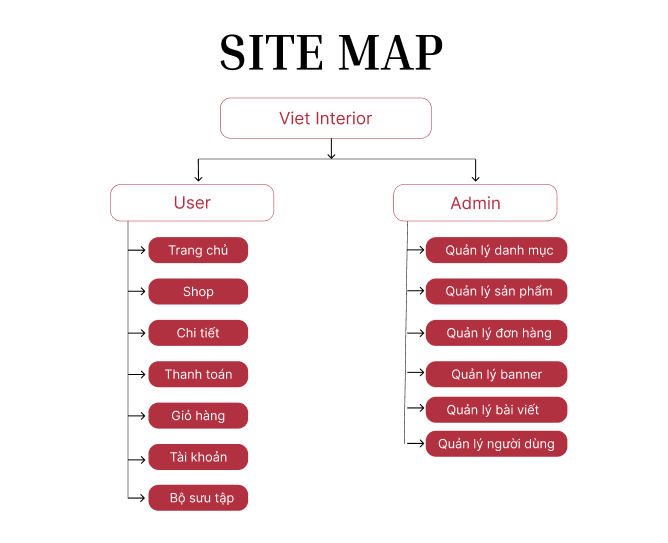 SITE MAP
Viet Interior
User
Trang chủ
Shop
Chi tiết
Thanh toán
Giỏ hàng
Tài khoản
Bộ sưu tập
Admin
Quản lý danh mục
Quản lý sản phẩm
Quản lý đơn hàng
Quản lý banner
Quản lý bài viết
Quản lý người dùng